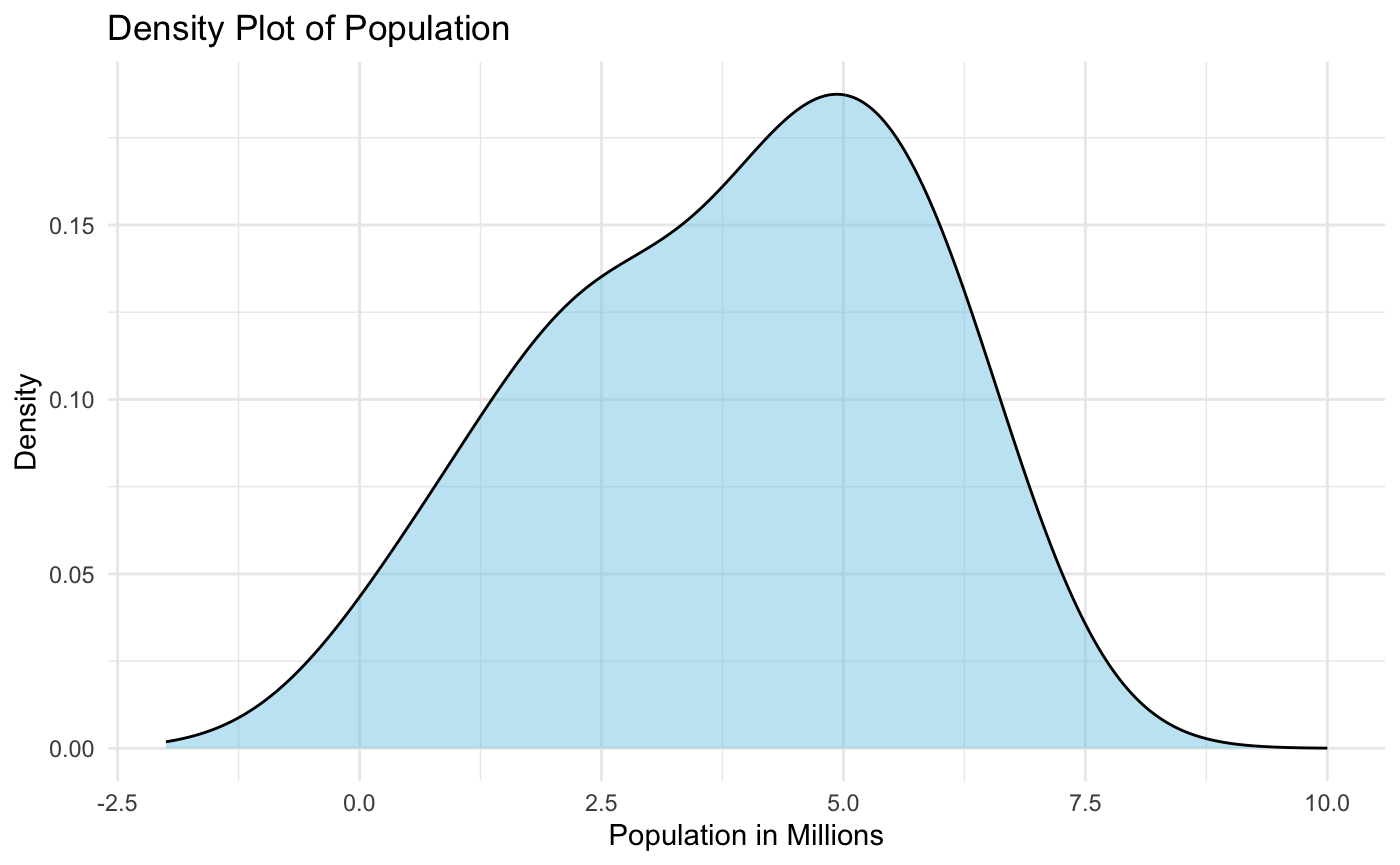 Density Plot of Population
Density
0.15
0.10
0.05
0.00
-2.5 0.0 2.5 5.0 7.5 10.0
Population in Millions